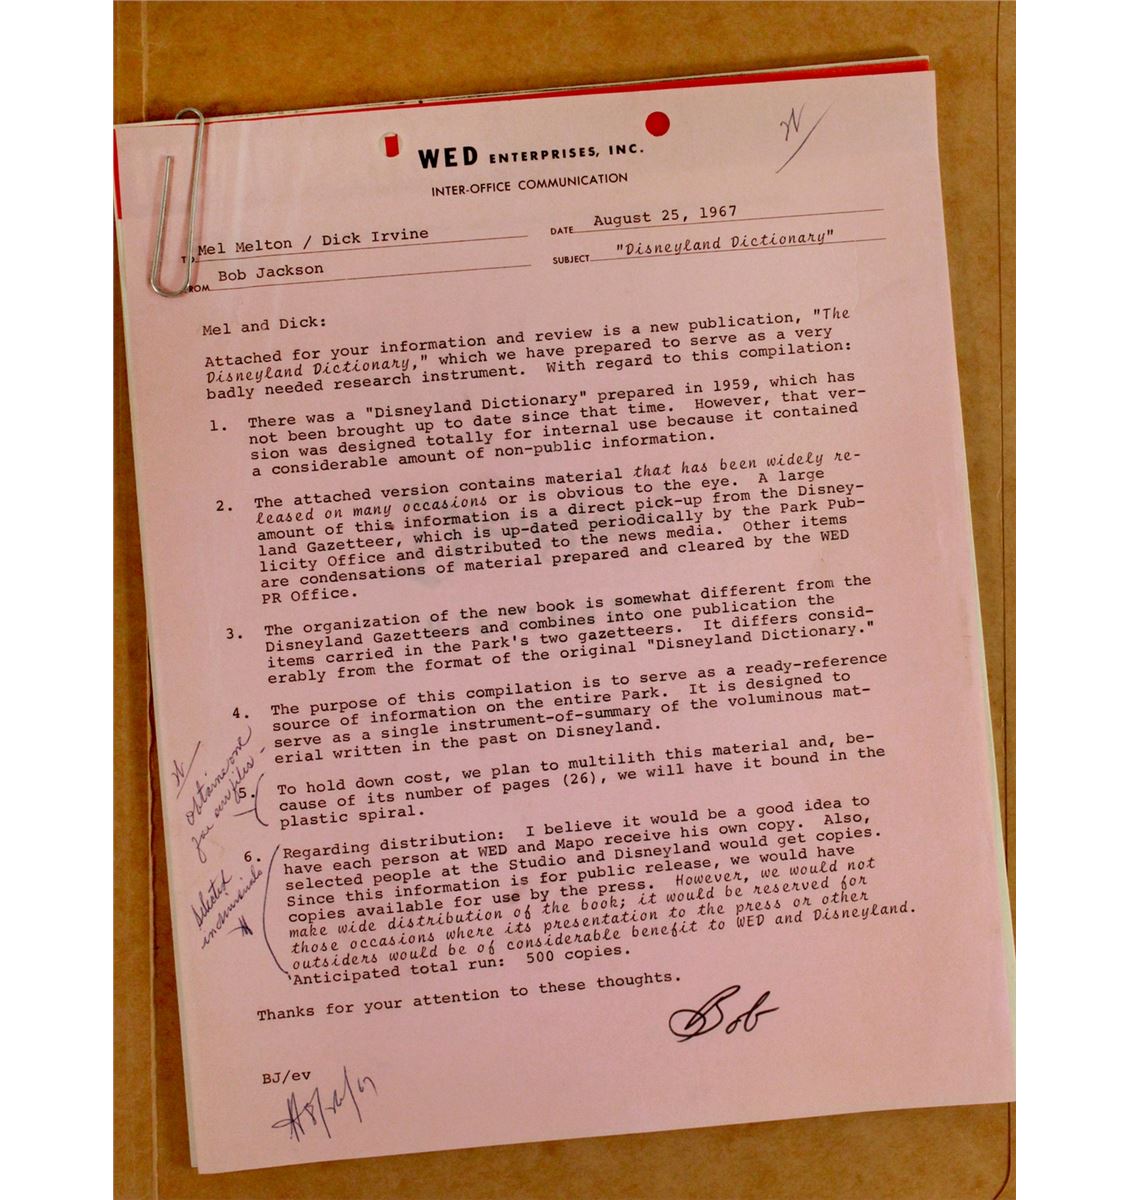 WED ENTERPRISES, INC.
INTER-OFFICE COMMUNICATION
TO Mel Melton / Dick Irvine
DATE August 25, 1967
FROM Bob Jackson
SUBJECT "Disneyland Dictionary"
Mel and Dick:
Attached for your information and review is a new publication, "The
Disneyland Dictionary," which we have prepared to serve as a very
badly needed research instrument. With regard to this compilation:
1. There was a "Disneyland Dictionary" prepared in 1959, which has
not been brought up to date since that time. However, that ver-
sion was designed totally for internal use because it contained
a considerable amount of non-public information.
2. The attached version contains material that has been widely re-
leased on many occasions or is obvious to the eye. A large
amount of this information is a direct pick-up from the Disney-
land Gazetteer, which is up-dated periodically by the Park Pub-
licity Office and distributed to the news media. Other items
are condensations of material prepared and cleared by the WED
PR Office.
3. The organization of the new book is somewhat different from the
Disneyland Gazetteers and combines into one publication the
items carried in the Park's two gazetteers. It differs consid-
erably from the format of the original "Disneyland Dictionary."
4. The purpose of this compilation is to serve as a ready-reference
source of information on the entire Park. It is designed to
serve as a single instrument-of-summary of the voluminous mat-
erial written in the past on Disneyland.
obtain one
for our files -
5. To hold down cost, we plan to multilith this material and, be-
cause of its number of pages (26), we will have it bound in the
plastic spiral.
selected
individuals
6. Regarding distribution: I believe it would be a good idea to
have each person at WED and Mapo receive his own copy. Also,
selected people at the Studio and Disneyland would get copies.
Since this information is for public release, we would have
copies available for use by the press. However, we would not
make wide distribution of the book; it would be reserved for
those occasions where its presentation to the press or other
outsiders would be of considerable benefit to WED and Disneyland.
Anticipated total run: 500 copies.
Thanks for your attention to these thoughts.
Bob
BJ/ev